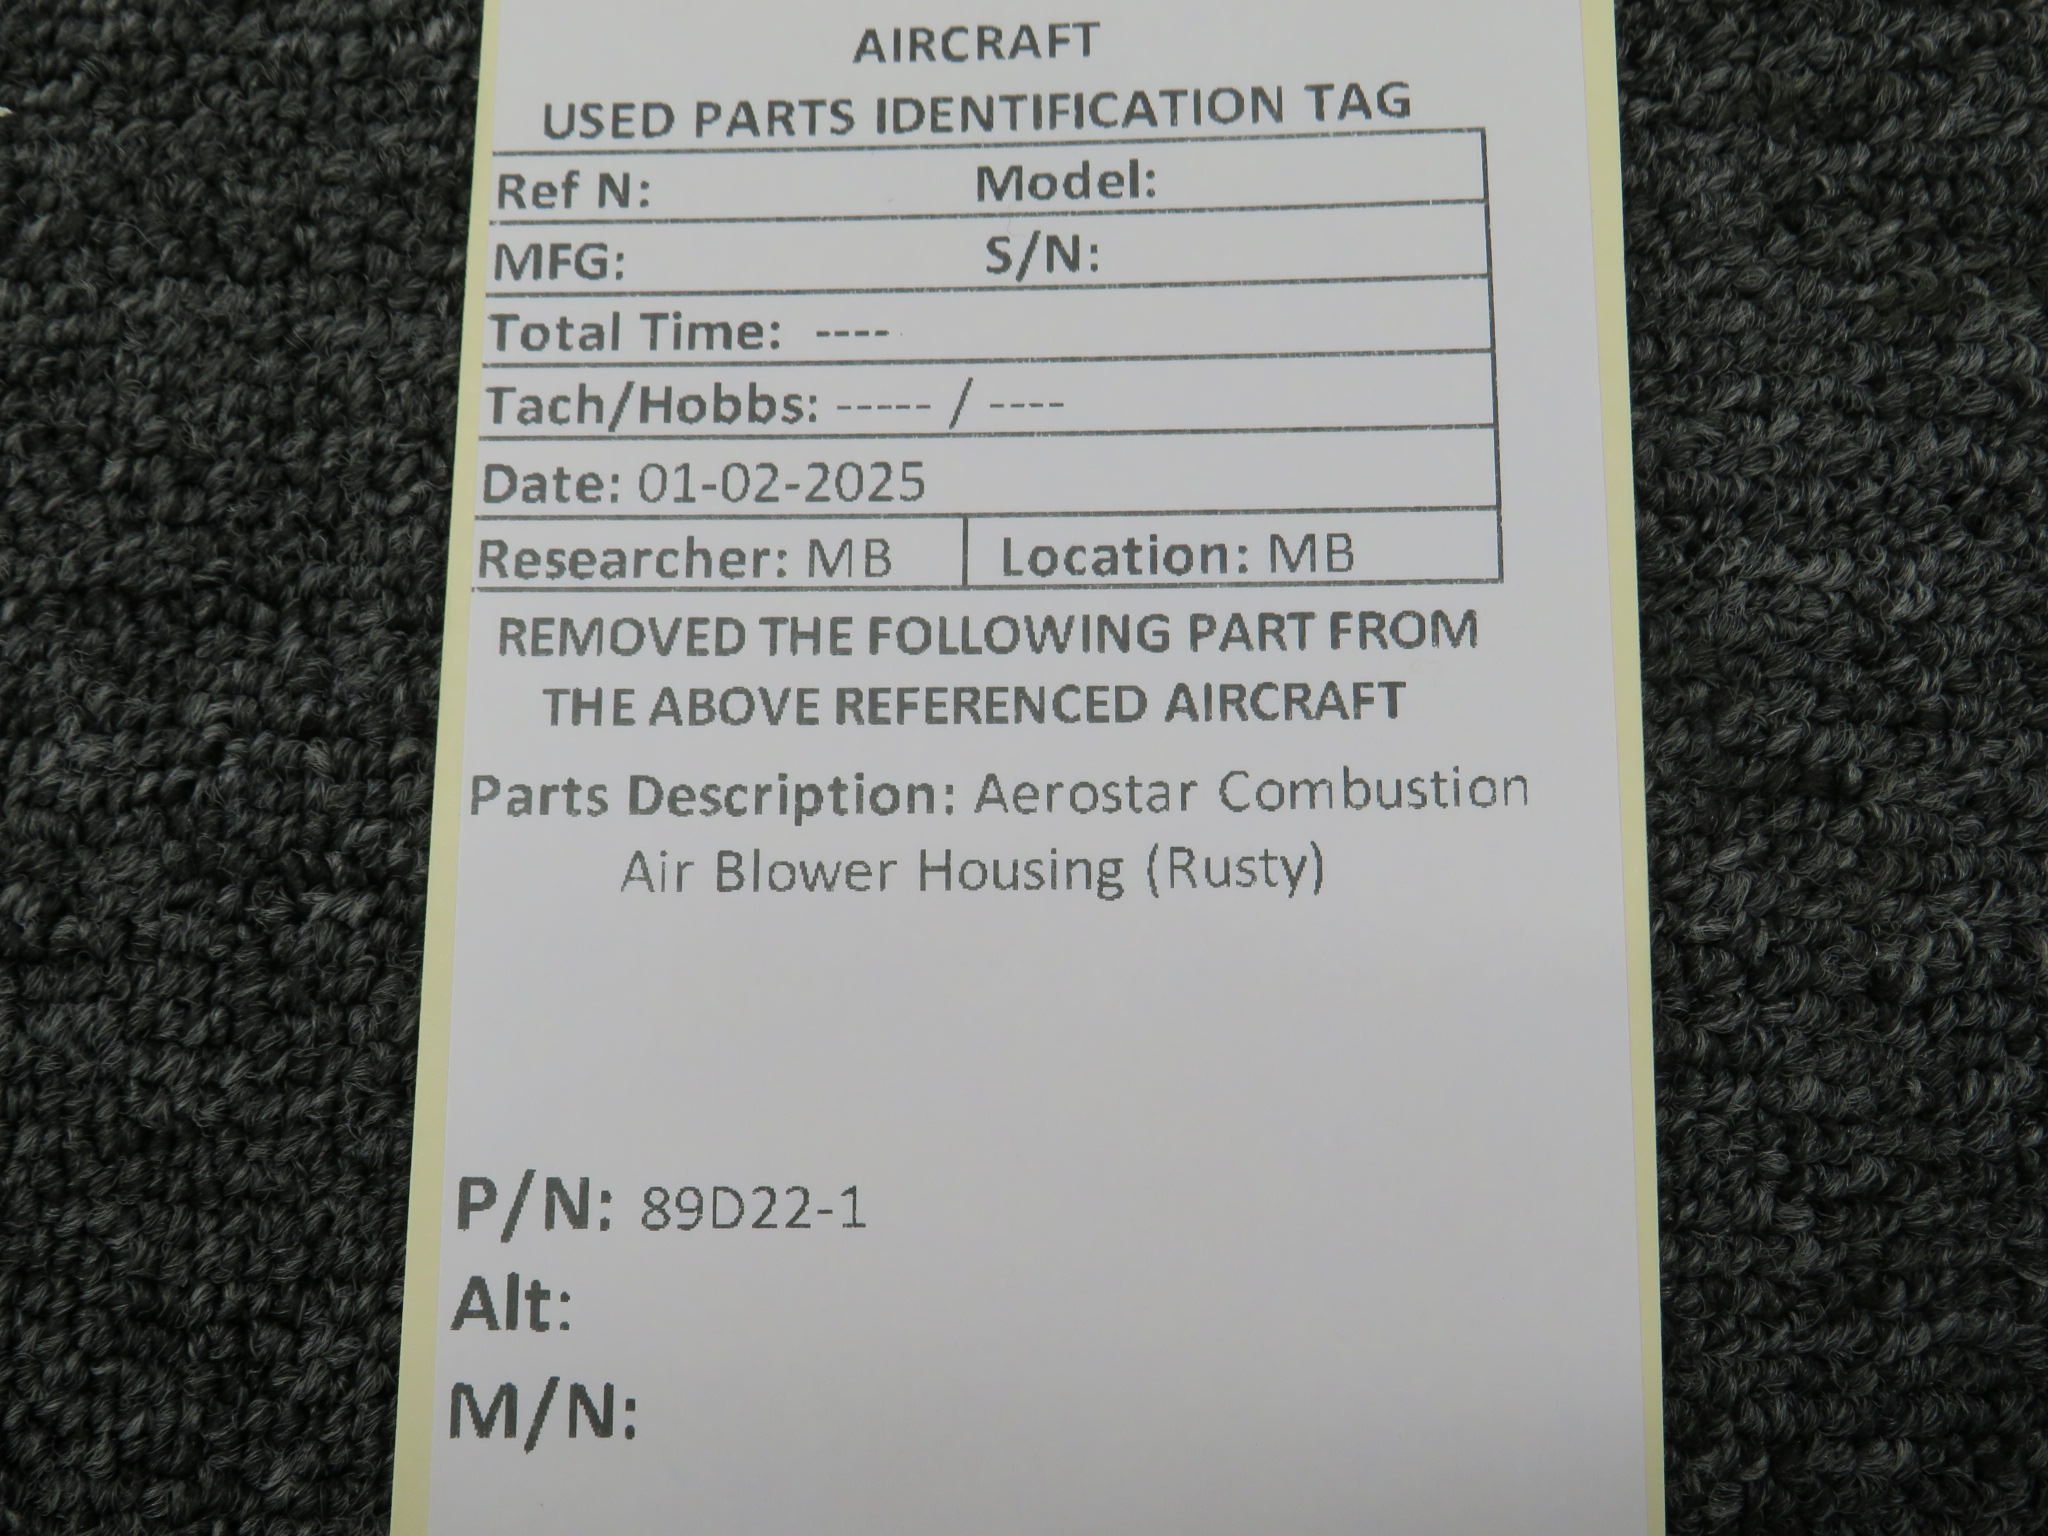 AIRCRAFT
USED PARTS IDENTIFICATION TAG
Ref N: Model:
MFG: S/N:
Total Time: ----
Tach/Hobbs: ----- / ----
Date: 01-02-2025
Researcher: MB Location: MB
REMOVED THE FOLLOWING PART FROM
THE ABOVE REFERENCED AIRCRAFT
Parts Description: Aerostar Combustion
Air Blower Housing (Rusty)
P/N: 89D22-1
Alt:
M/N: